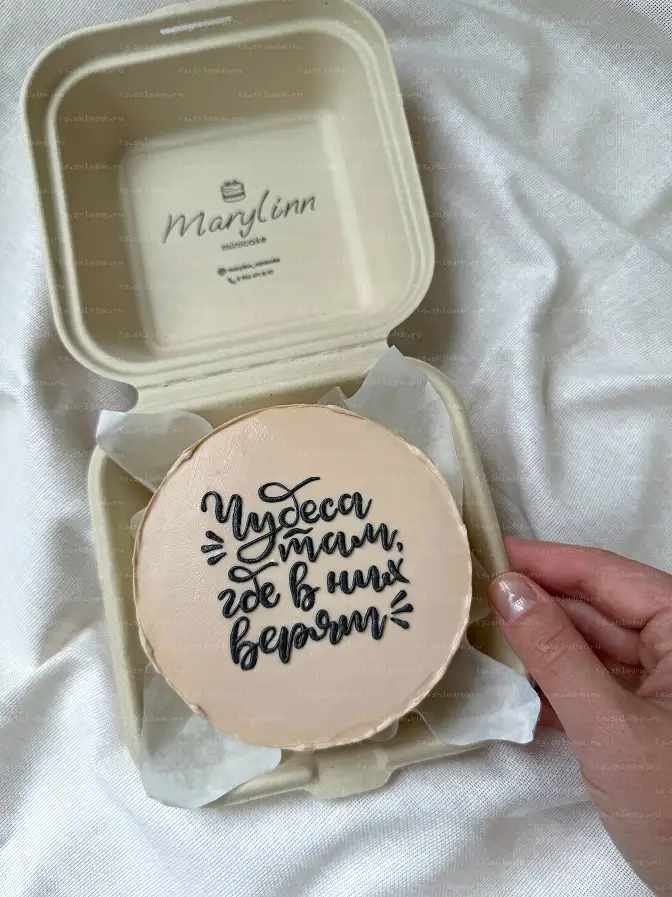 Marylinn
minicake
Чудеса
там,
где в них
верят